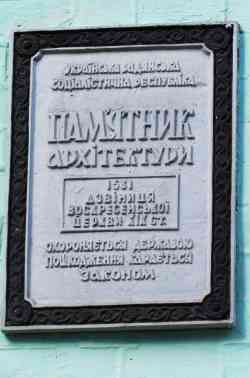 УКРАЇНСЬКА РАДЯНСЬКА
СОЦІАЛІСТИЧНА РЕСПУБЛІКА
ПАМ'ЯТНИК
АРХІТЕКТУРИ
1581
ДЗВІНИЦЯ
ВОСКРЕСЕНСЬКОЇ
ЦЕРКВИ XIX СТ.
ОХОРОНЯЄТЬСЯ ДЕРЖАВОЮ
ПОШКОДЖЕННЯ КАРАЄТЬСЯ
ЗАКОНОМ